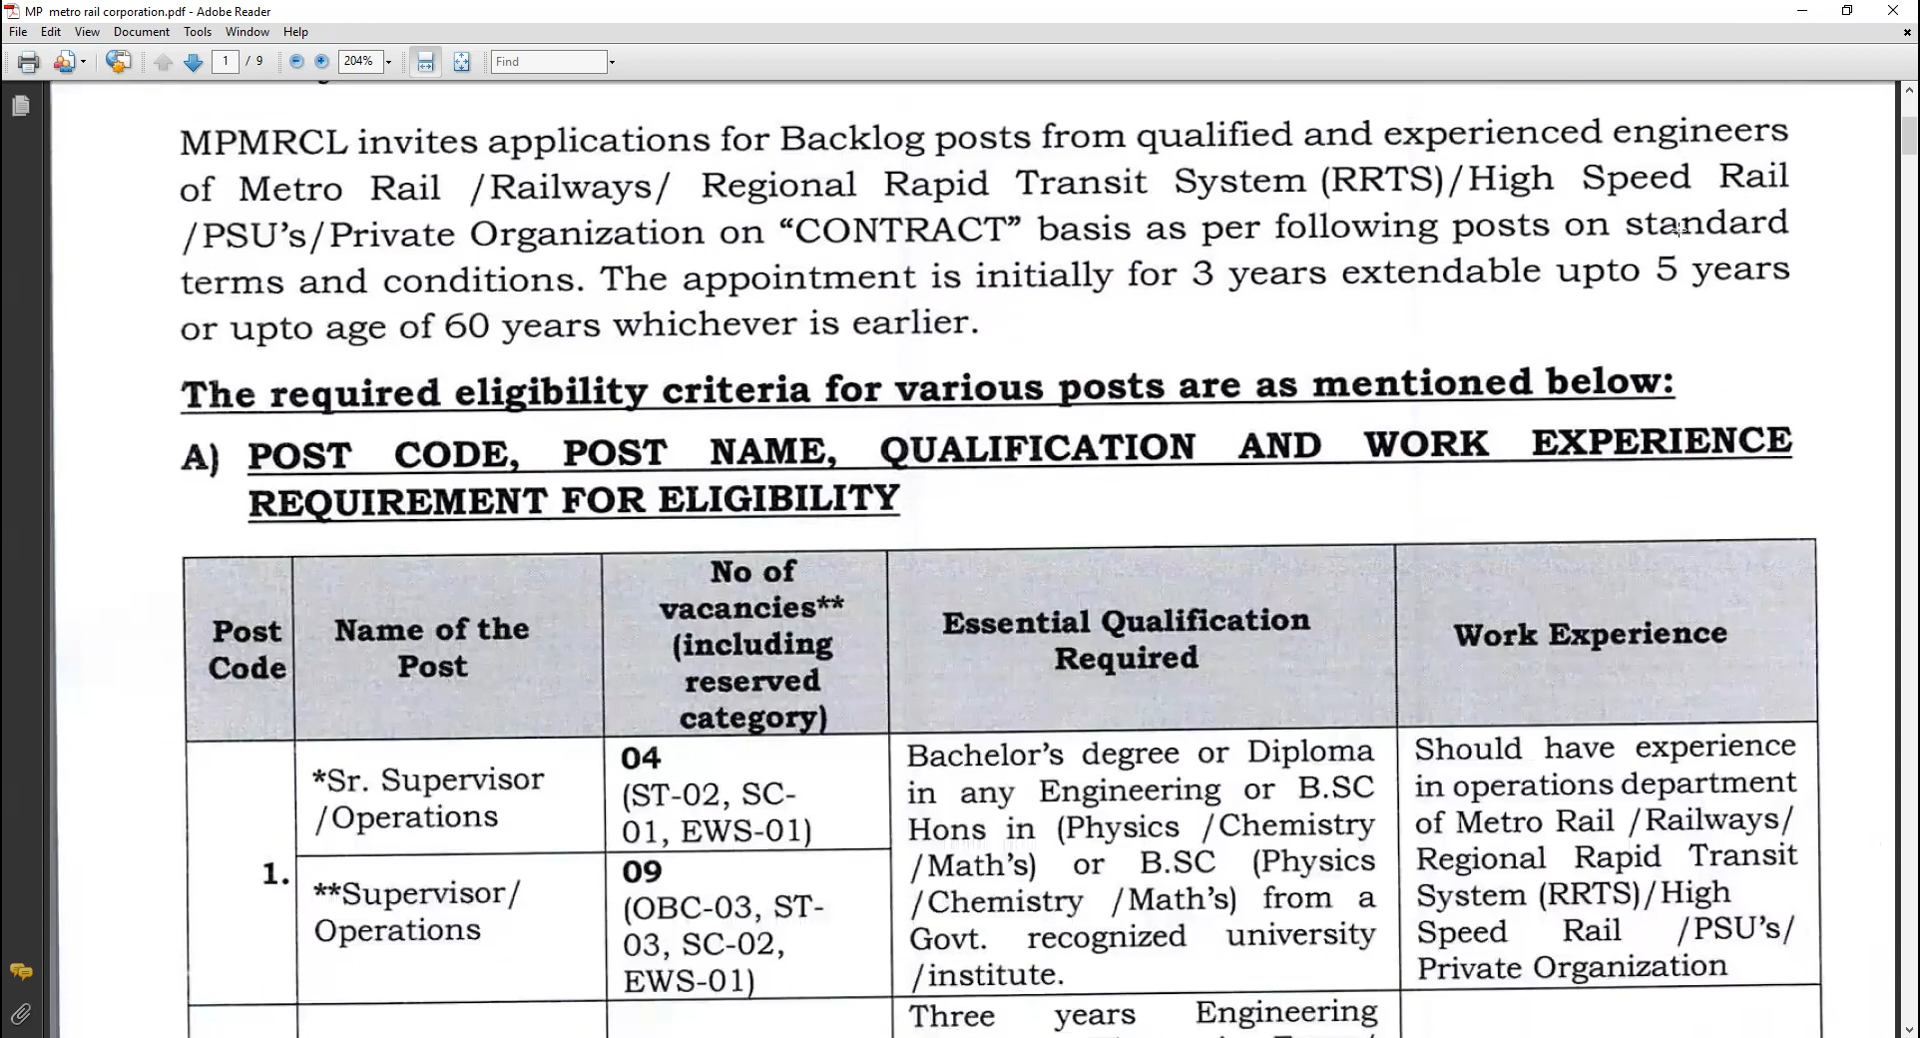 MP metro rail corporation.pdf - Adobe Reader
File Edit View Document Tools Window Help
1 / 9 204% Find
MPMRCL invites applications for Backlog posts from qualified and experienced engineers
of Metro Rail /Railways/ Regional Rapid Transit System (RRTS)/High Speed Rail
/PSU's/Private Organization on “CONTRACT” basis as per following posts on standard
terms and conditions. The appointment is initially for 3 years extendable upto 5 years
or upto age of 60 years whichever is earlier.
The required eligibility criteria for various posts are as mentioned below:
A) POST CODE, POST NAME, QUALIFICATION AND WORK EXPERIENCE
REQUIREMENT FOR ELIGIBILITY
Post
Code
Name of the
Post
No of
vacancies**
(including
reserved
category)
Essential Qualification
Required
Work Experience
1.
*Sr. Supervisor
/Operations
04
(ST-02, SC-
01, EWS-01)
**Supervisor/
Operations
09
(OBC-03, ST-
03, SC-02,
EWS-01)
Bachelor's degree or Diploma
in any Engineering or B.SC
Hons in (Physics /Chemistry
/Math's) or B.SC (Physics
/Chemistry /Math's) from a
Govt. recognized university
/institute.
Should have experience
in operations department
of Metro Rail /Railways/
Regional Rapid Transit
System (RRTS)/High
Speed Rail /PSU's/
Private Organization
Three years Engineering